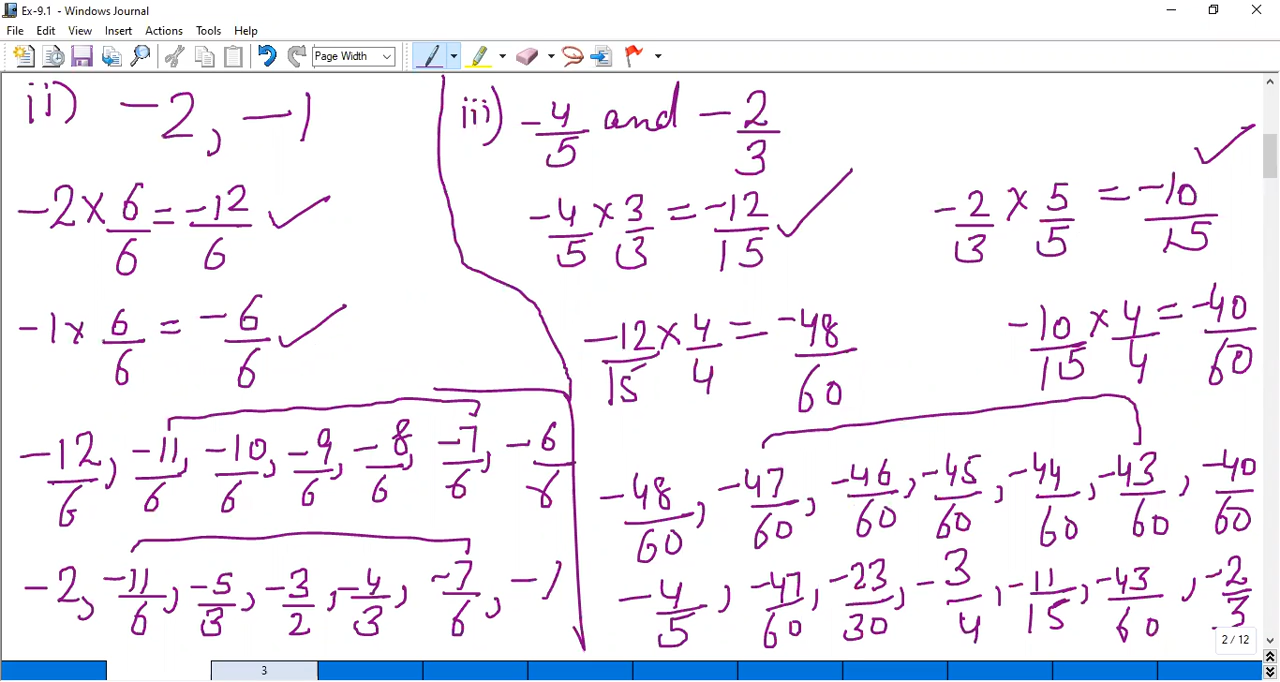 Ex-9.1 - Windows Journal
File Edit View Insert Actions Tools Help
Page Width
ii) -2, -1
-2 × 6/6 = -12/6 ✓
-1 × 6/6 = -6/6 ✓
-12/6, -11/6, -10/6, -9/6, -8/6, -7/6, -6/6
-2, -11/6, -5/3, -3/2, -4/3, -7/6, -1
iii) -4/5 and -2/3
-4/5 × 3/3 = -12/15 ✓
-2/3 × 5/5 = -10/15 ✓
-12/15 × 4/4 = -48/60
-10/15 × 4/4 = -40/60
-48/60, -47/60, -46/60, -45/60, -44/60, -43/60, -40/60
-4/5, -47/60, -23/30, -3/4, -11/15, -43/60, -2/3
2 / 12
3